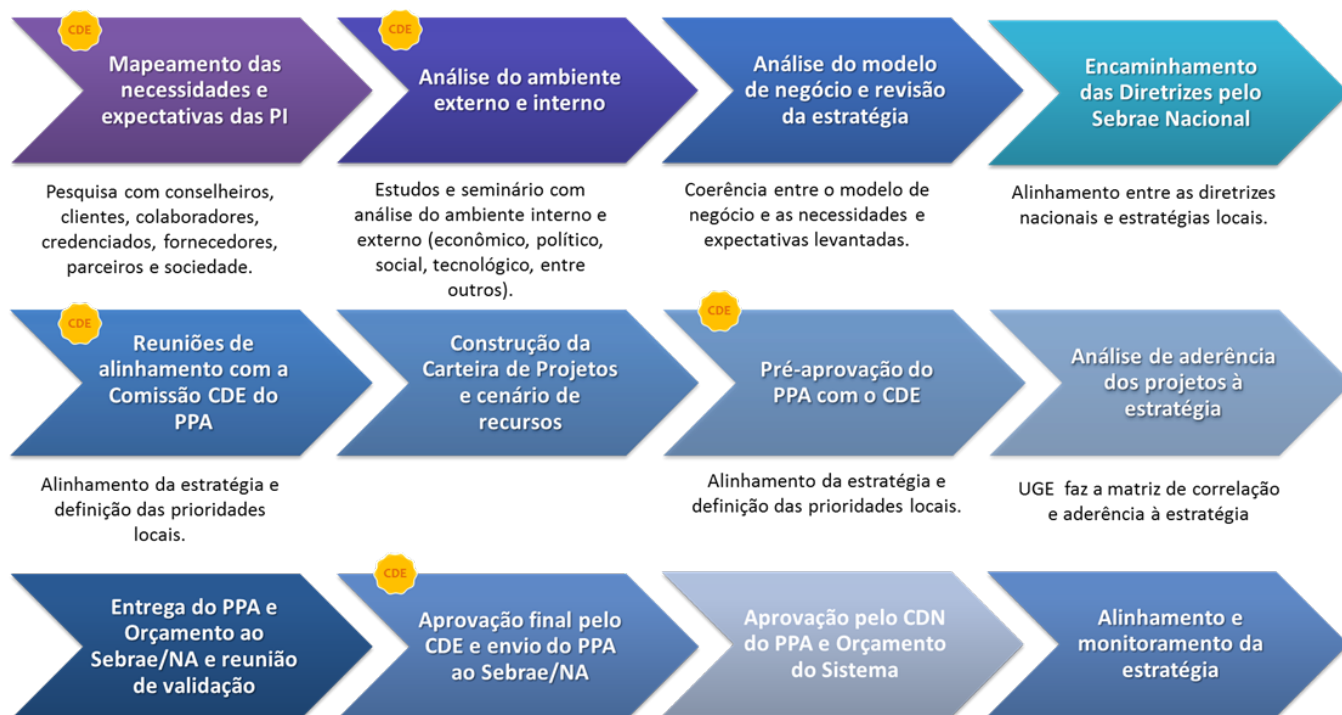 CDE
Mapeamento das
necessidades e
expectativas das PI
CDE
Análise do ambiente
externo e interno
Análise do modelo
de negócio e revisão
da estratégia
Encaminhamento
das Diretrizes pelo
Sebrae Nacional
Pesquisa com conselheiros,
clientes, colaboradores,
credenciados, fornecedores,
parceiros e sociedade.
Estudos e seminário com
análise do ambiente interno e
externo (econômico, político,
social, tecnológico, entre
outros).
Coerência entre o modelo de
negócio e as necessidades e
expectativas levantadas.
Alinhamento entre as diretrizes
nacionais e estratégias locais.
CDE
Reuniões de
alinhamento com a
Comissão CDE do
PPA
Construção da
Carteira de Projetos
e cenário de
recursos
CDE
Pré-aprovação do
PPA com o CDE
Análise de aderência
dos projetos à
estratégia
Alinhamento da estratégia e
definição das prioridades
locais.
Alinhamento da estratégia e
definição das prioridades locais.
UGE faz a matriz de correlação
e aderência à estratégia
Entrega do PPA e
Orçamento ao
Sebrae/NA e reunião
de validação
CDE
Aprovação final pelo
CDE e envio do PPA
ao Sebrae/NA
Aprovação pelo CDN
do PPA e Orçamento
do Sistema
Alinhamento e
monitoramento da
estratégia